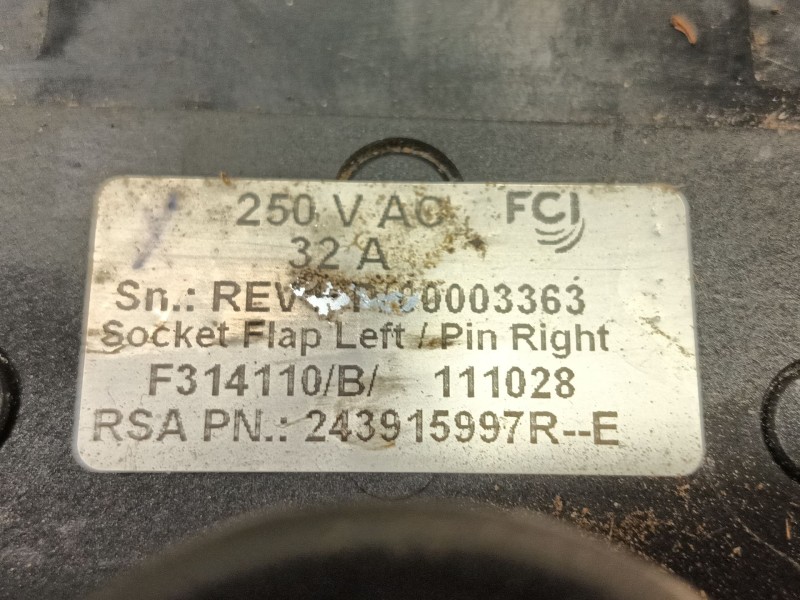 250 V AC FCI
32 A
Sn.: REV 0003363
Socket Flap Left / Pin Right
F314110/B/ 111028
RSA PN.: 243915997R--E